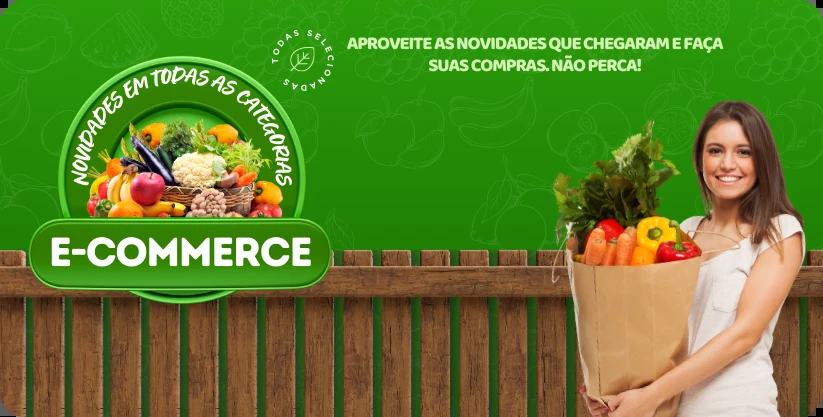 TODAS SELECIONADAS
APROVEITE AS NOVIDADES QUE CHEGARAM E FAÇA
SUAS COMPRAS. NÃO PERCA!
NOVIDADES EM TODAS AS CATEGORIAS
E-COMMERCE